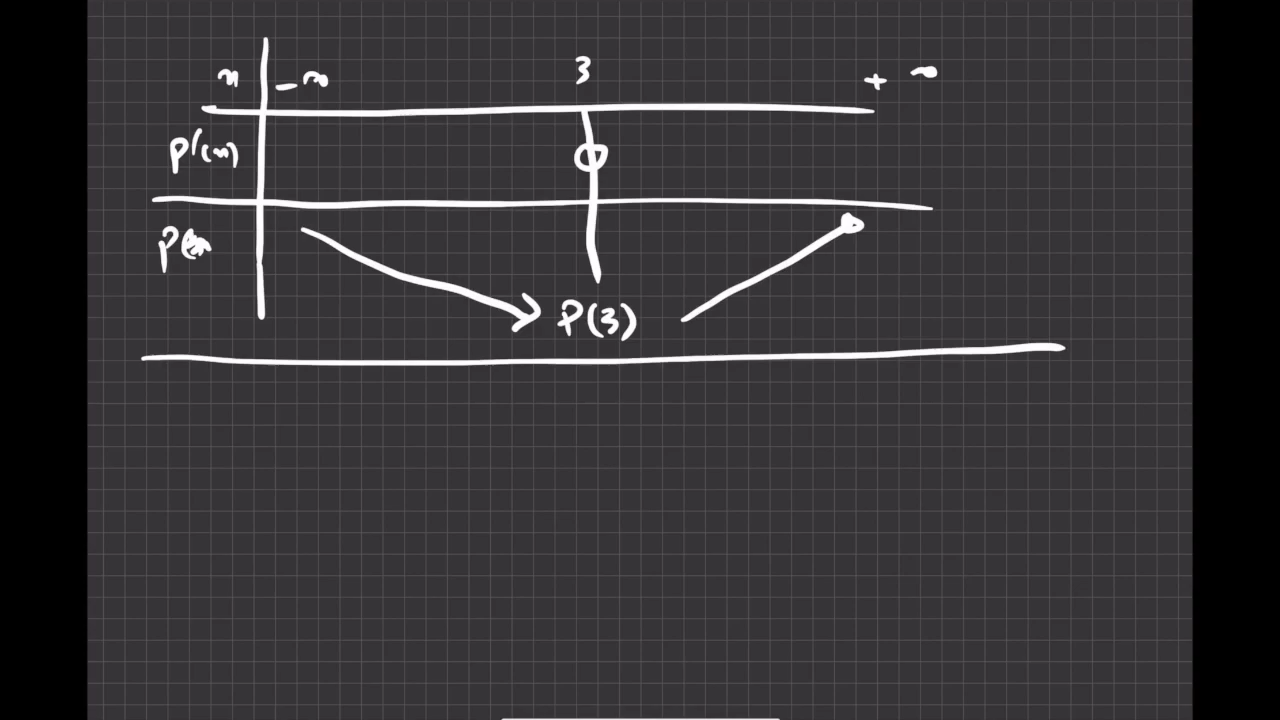 x -∞ 3 +∞
P'(x) 0
P(x
P(3)